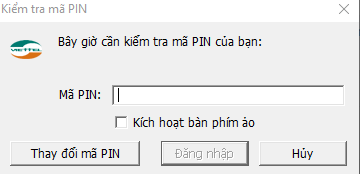 Kiểm tra mã PIN
VIETTEL
Bây giờ cần kiểm tra mã PIN của bạn:
Mã PIN:
Kích hoạt bàn phím ảo
Thay đổi mã PIN
Đăng nhập
Hủy